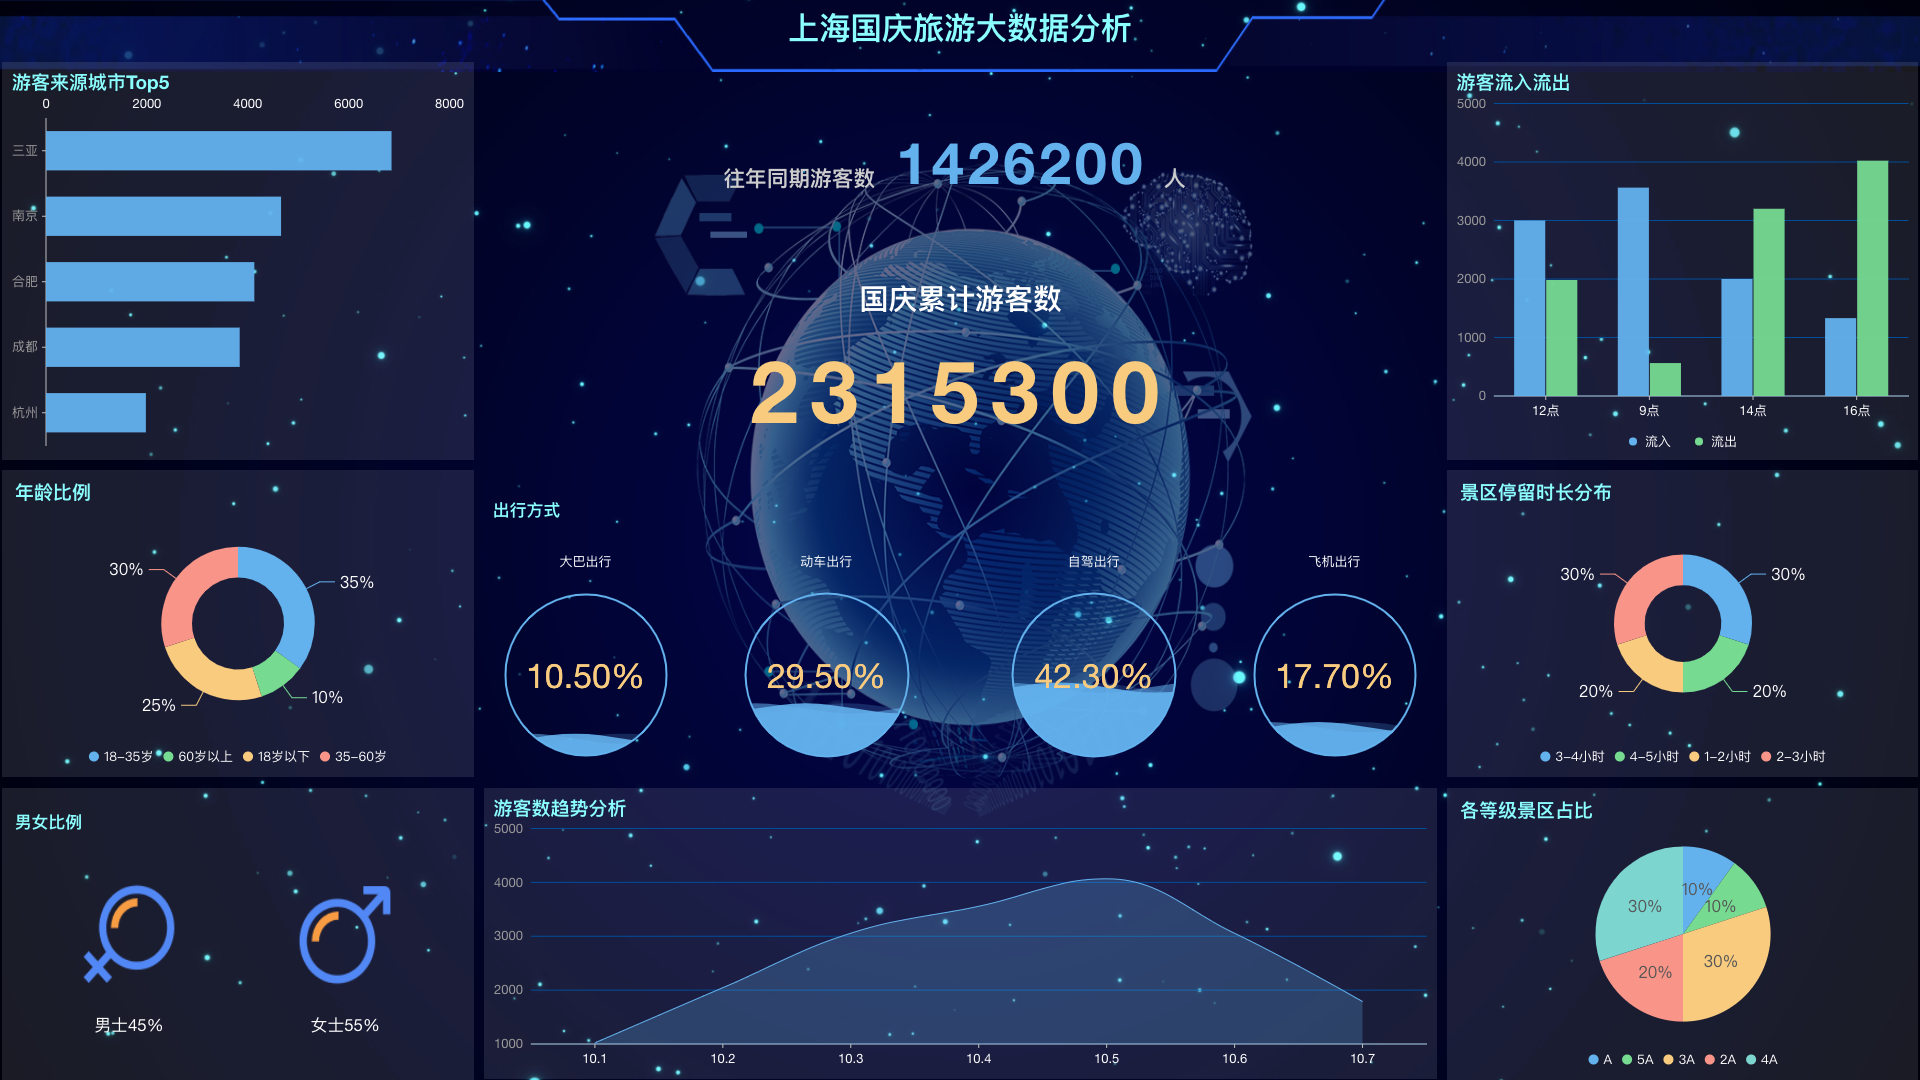 上海国庆旅游大数据分析
游客来源城市Top5
0 2000 4000 6000 8000
三亚
南京
合肥
成都
杭州
往年同期游客数 1426200 人
国庆累计游客数
2315300
游客流入流出
5000
4000
3000
2000
1000
0
12点 9点 14点 16点
流入 流出
年龄比例
30%
35%
25%
10%
18-35岁 60岁以上 18岁以下 35-60岁
出行方式
大巴出行 动车出行 自驾出行 飞机出行
10.50% 29.50% 42.30% 17.70%
景区停留时长分布
30%
30%
20%
20%
3-4小时 4-5小时 1-2小时 2-3小时
男女比例
男士45% 女士55%
游客数趋势分析
5000
4000
3000
2000
1000
10.1 10.2 10.3 10.4 10.5 10.6 10.7
各等级景区占比
10%
30%
10%
30%
20%
A 5A 3A 2A 4A